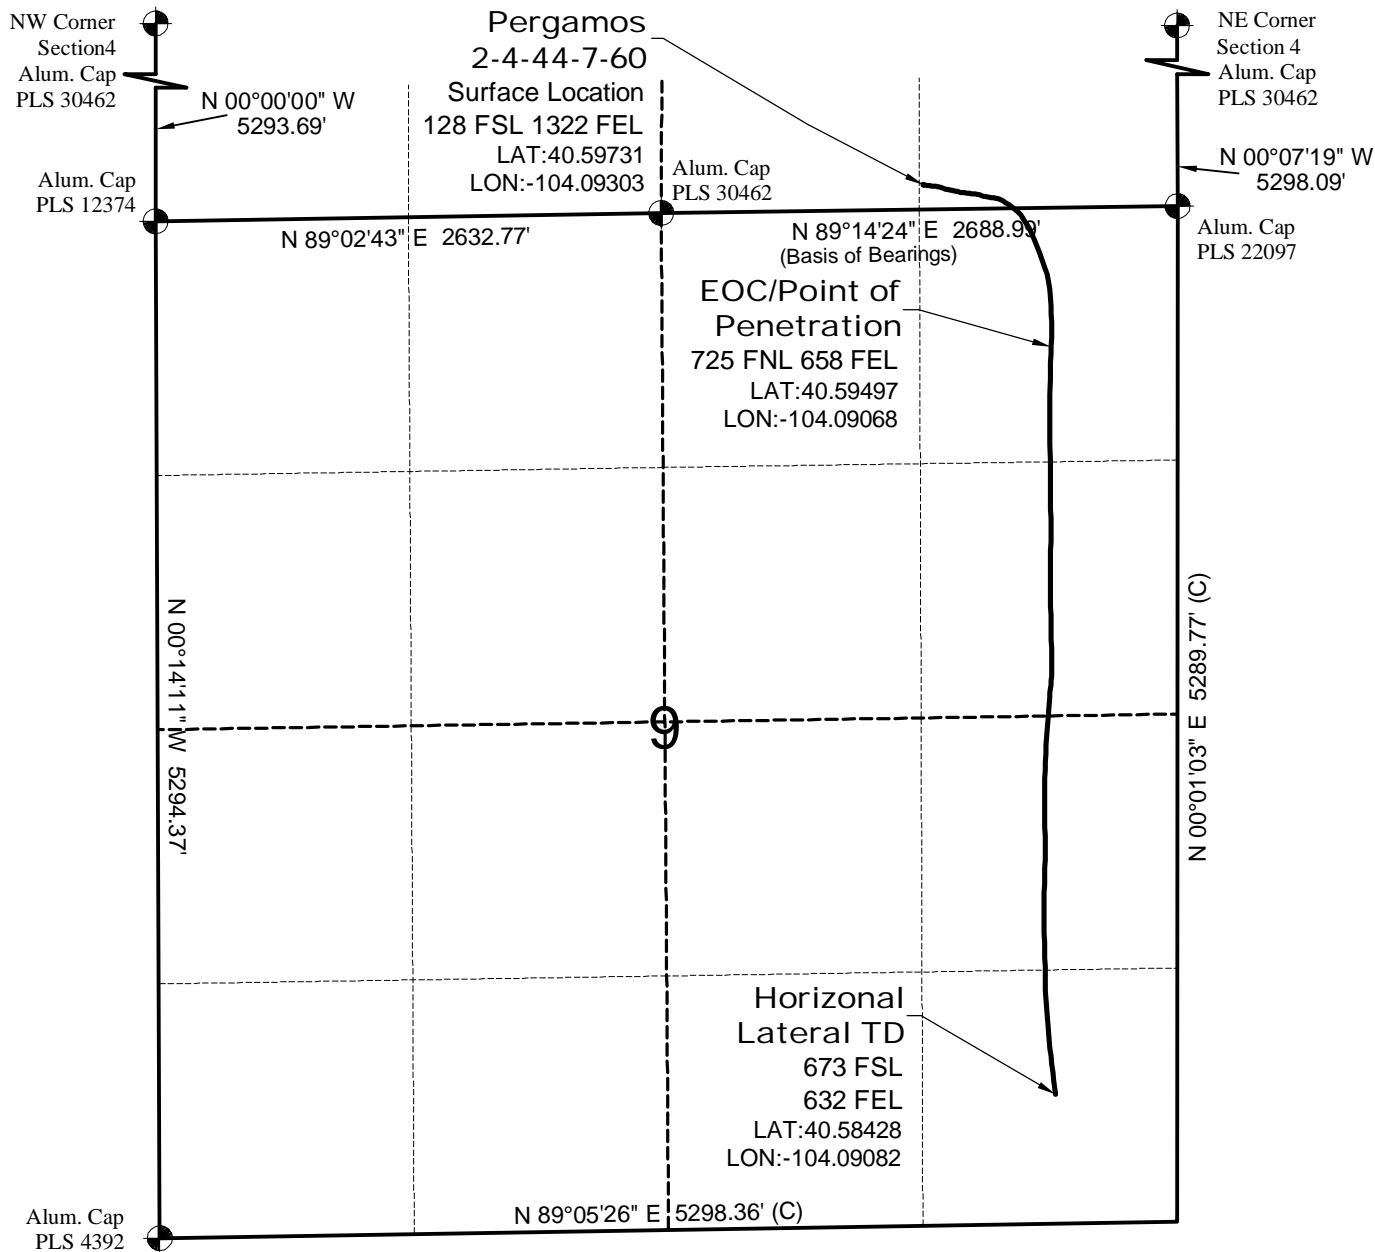 NW Corner
Section4
Alum. Cap
PLS 30462
N 00°00'00" W
5293.69'
Pergamos
2-4-44-7-60
Surface Location
128 FSL 1322 FEL
LAT:40.59731
LON:-104.09303
NE Corner
Section 4
Alum. Cap
PLS 30462
N 00°07'19" W
5298.09'
Alum. Cap
PLS 12374
Alum. Cap
PLS 30462
Alum. Cap
PLS 22097
N 89°02'43" E 2632.77'
N 89°14'24" E 2688.99'
(Basis of Bearings)
EOC/Point of
Penetration
725 FNL 658 FEL
LAT:40.59497
LON:-104.09068
N 00°14'11" W 5294.37'
9
N 00°01'03" E 5289.77' (C)
Horizonal
Lateral TD
673 FSL
632 FEL
LAT:40.58428
LON:-104.09082
N 89°05'26" E 5298.36' (C)
Alum. Cap
PLS 4392